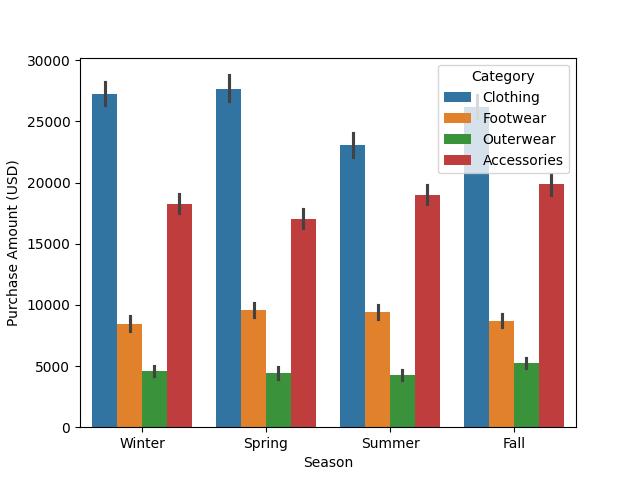 30000
25000
20000
15000
10000
5000
0
Purchase Amount (USD)
Category
Clothing
Footwear
Outerwear
Accessories
Winter
Spring
Summer
Fall
Season